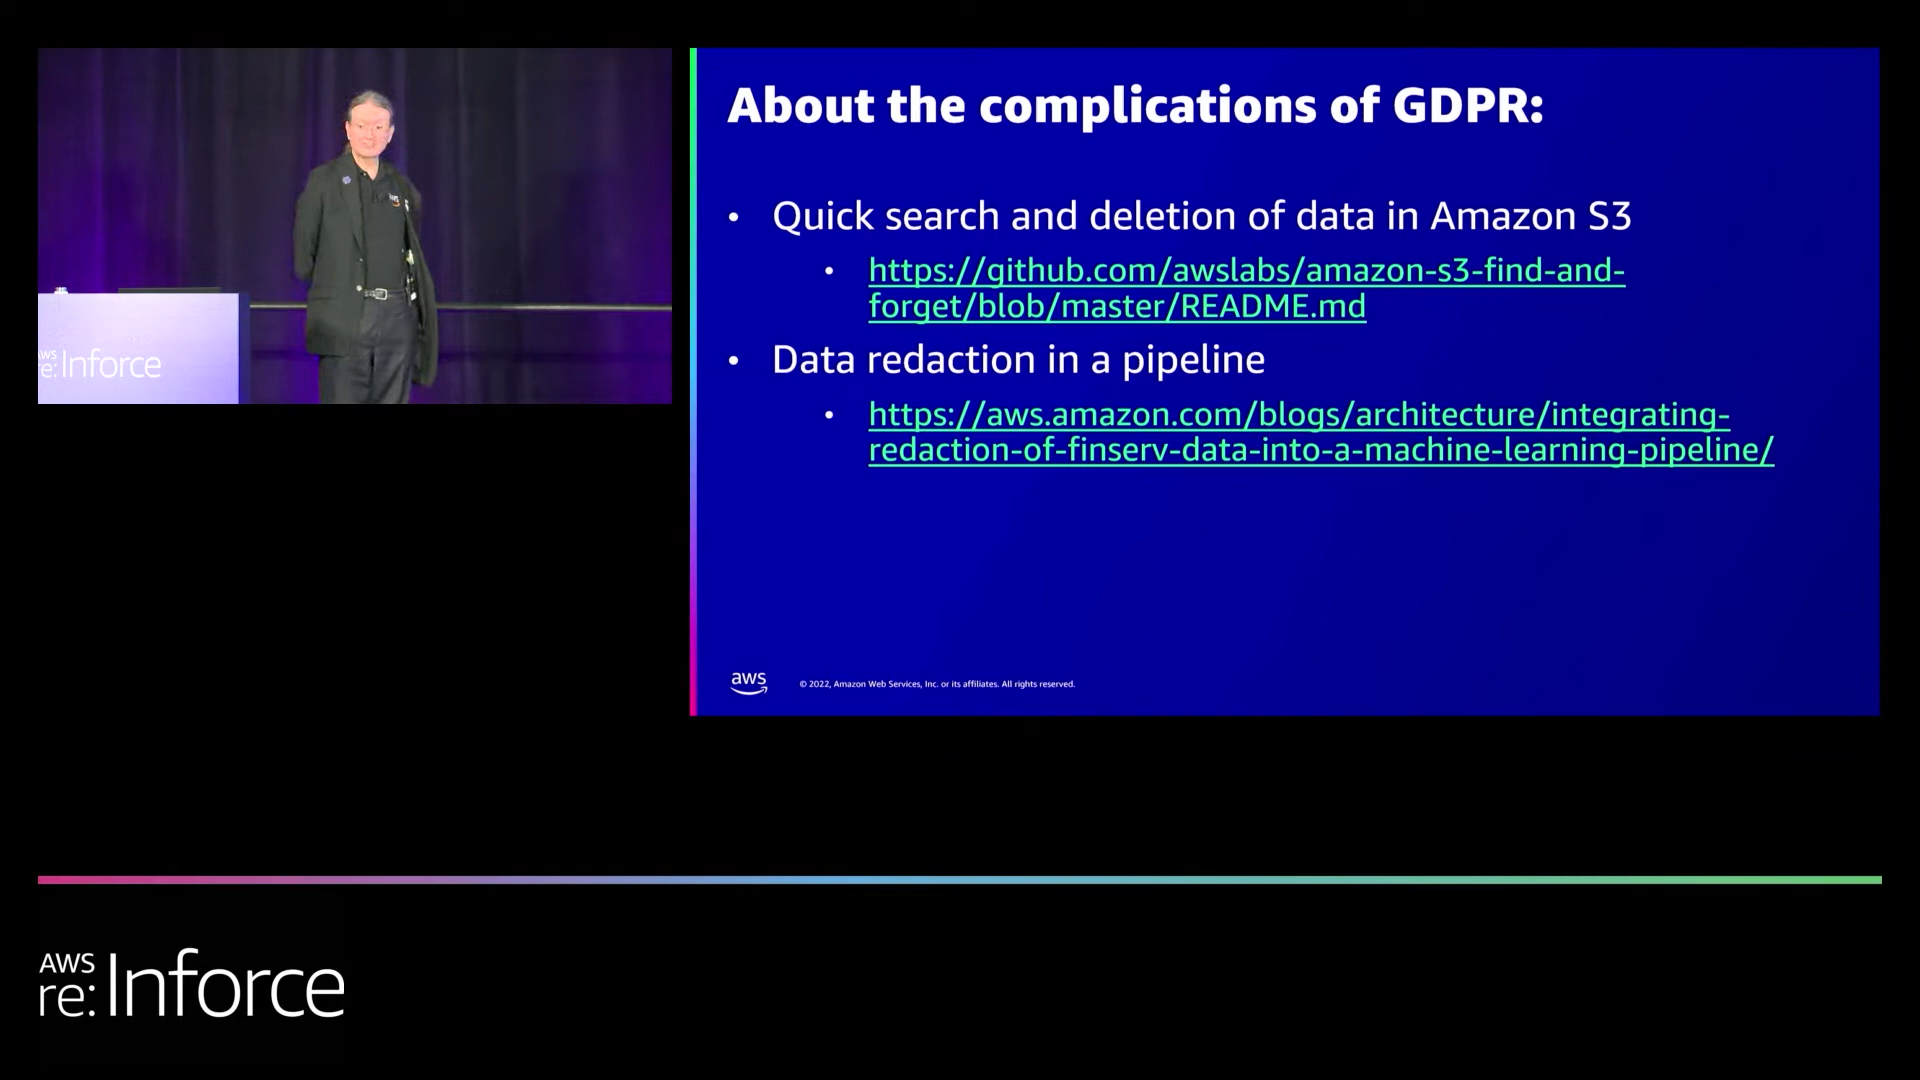 About the complications of GDPR:
• Quick search and deletion of data in Amazon S3
• https://github.com/awslabs/amazon-s3-find-and-
forget/blob/master/README.md
• Data redaction in a pipeline
• https://aws.amazon.com/blogs/architecture/integrating-
redaction-of-finserv-data-into-a-machine-learning-pipeline/
aws
© 2022, Amazon Web Services, Inc. or its affiliates. All rights reserved.
aws
re: Inforce
AWS
re: Inforce